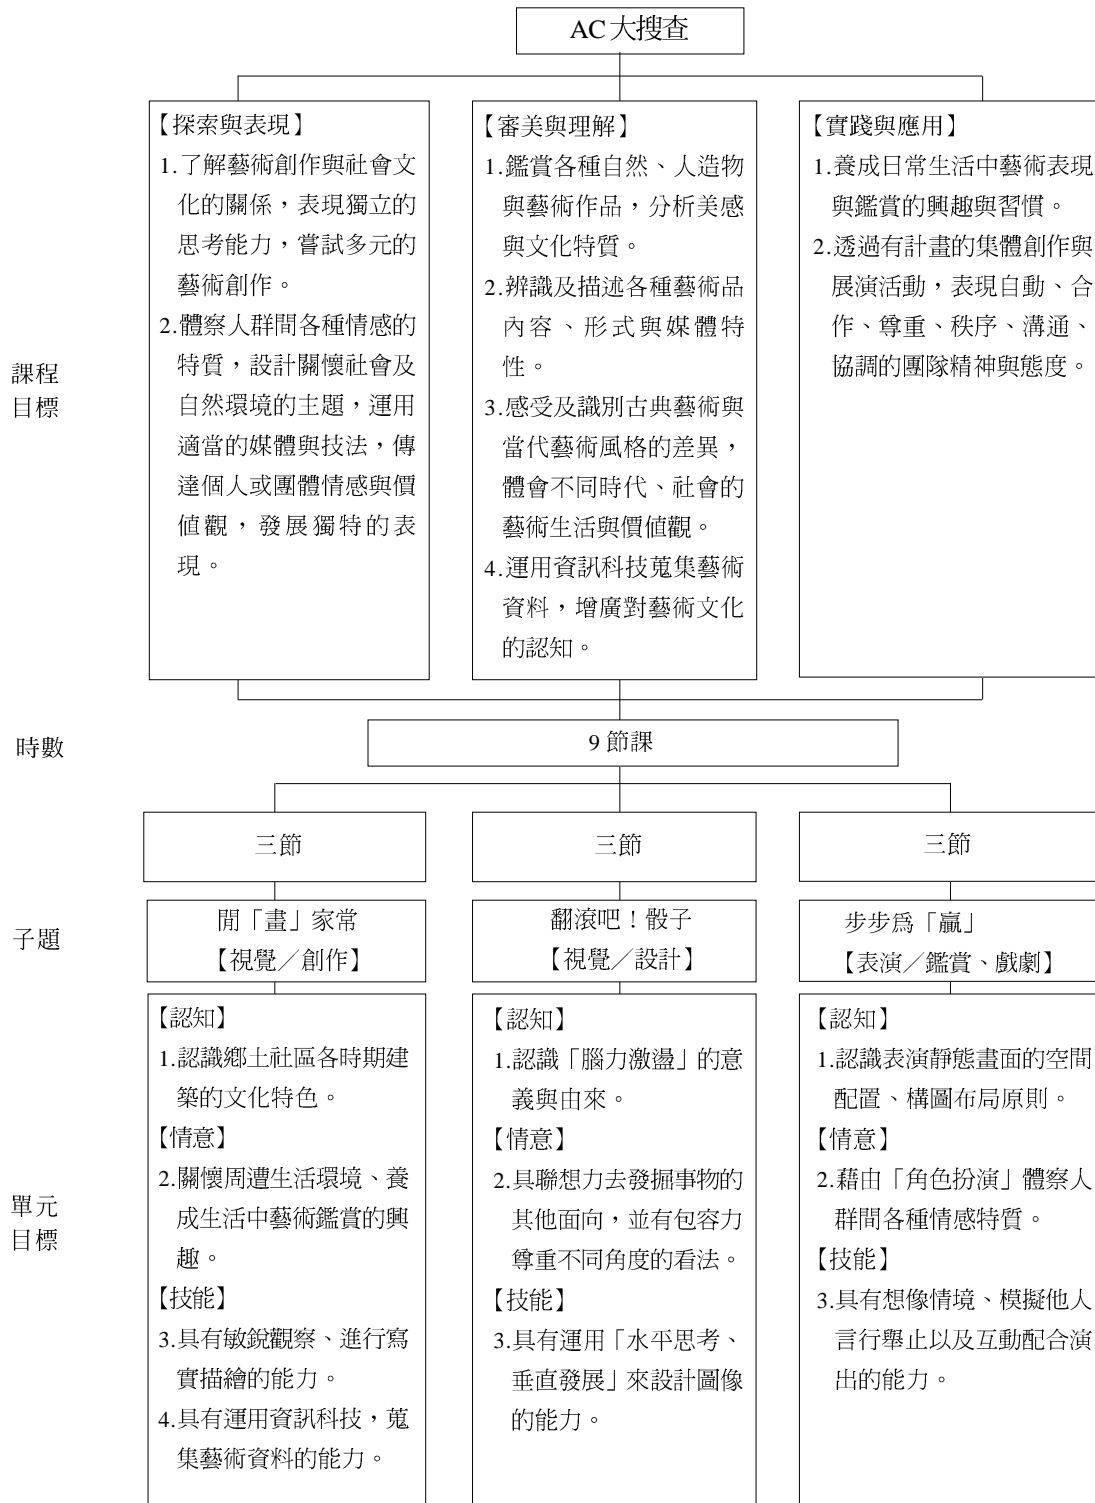 AC大搜查
課程
目標
【探索與表現】
1.了解藝術創作與社會文
化的關係，表現獨立的
思考能力，嘗試多元的
藝術創作。
2.體察人群間各種情感的
特質，設計關懷社會及
自然環境的主題，運用
適當的媒體與技法，傳
達個人或團體情感與價
值觀，發展獨特的表
現。
【審美與理解】
1.鑑賞各種自然、人造物
與藝術作品，分析美感
與文化特質。
2.辨識及描述各種藝術品
內容、形式與媒體特
性。
3.感受及識別古典藝術與
當代藝術風格的差異，
體會不同時代、社會的
藝術生活與價值觀。
4.運用資訊科技蒐集藝術
資料，增廣對藝術文化
的認知。
【實踐與應用】
1.養成日常生活中藝術表現
與鑑賞的興趣與習慣。
2.透過有計畫的集體創作與
展演活動，表現自動、合
作、尊重、秩序、溝通、
協調的團隊精神與態度。
時數
9 節課
三節
三節
三節
子題
閒「畫」家常
【視覺／創作】
翻滾吧！骰子
【視覺／設計】
步步為「贏」
【表演／鑑賞、戲劇】
單元
目標
【認知】
1.認識鄉土社區各時期建
築的文化特色。
【情意】
2.關懷周遭生活環境、養
成生活中藝術鑑賞的興
趣。
【技能】
3.具有敏銳觀察、進行寫
實描繪的能力。
4.具有運用資訊科技，蒐
集藝術資料的能力。
【認知】
1.認識「腦力激盪」的意
義與由來。
【情意】
2.具聯想力去發掘事物的
其他面向，並有包容力
尊重不同角度的看法。
【技能】
3.具有運用「水平思考、
垂直發展」來設計圖像
的能力。
【認知】
1.認識表演靜態畫面的空間
配置、構圖布局原則。
【情意】
2.藉由「角色扮演」體察人
群間各種情感特質。
【技能】
3.具有想像情境、模擬他人
言行舉止以及互動配合演
出的能力。